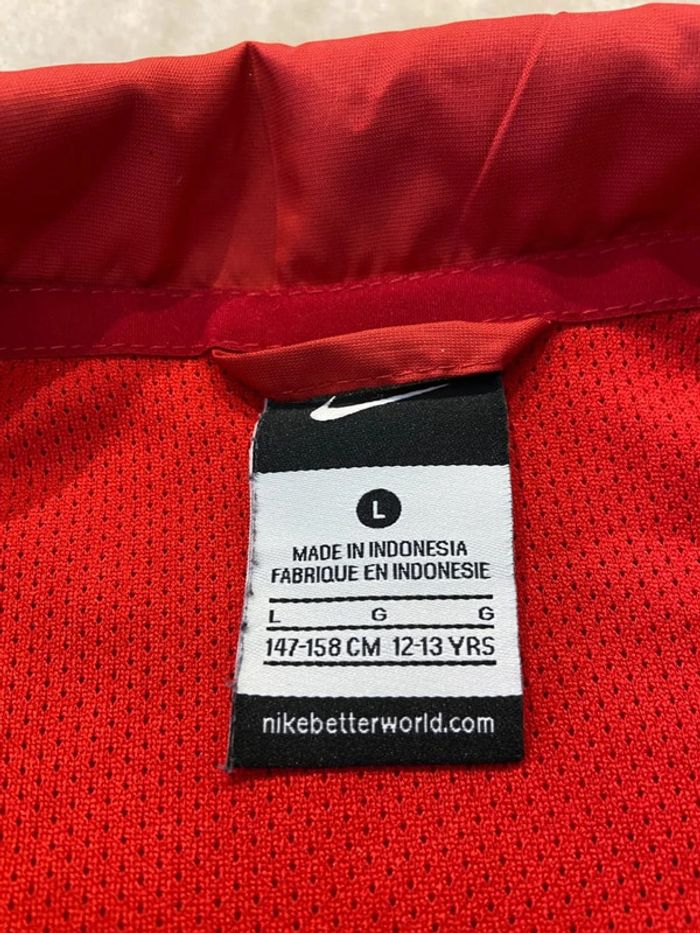 L
MADE IN INDONESIA
FABRIQUE EN INDONESIE
L G G
147-158 CM 12-13 YRS
nikebetterworld.com